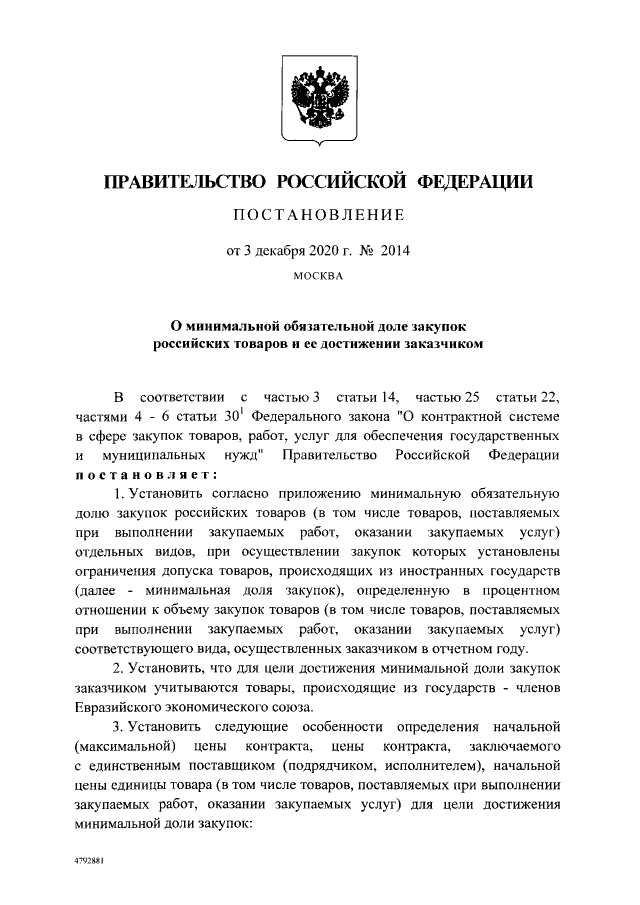 ПРАВИТЕЛЬСТВО РОССИЙСКОЙ ФЕДЕРАЦИИ
ПОСТАНОВЛЕНИЕ
от 3 декабря 2020 г. № 2014
МОСКВА
О минимальной обязательной доле закупок
российских товаров и ее достижении заказчиком
В соответствии с частью 3 статьи 14, частью 25 статьи 22,
частями 4 - 6 статьи 30¹ Федерального закона "О контрактной системе
в сфере закупок товаров, работ, услуг для обеспечения государственных
и муниципальных нужд" Правительство Российской Федерации
постановляет:
1. Установить согласно приложению минимальную обязательную
долю закупок российских товаров (в том числе товаров, поставляемых
при выполнении закупаемых работ, оказании закупаемых услуг)
отдельных видов, при осуществлении закупок которых установлены
ограничения допуска товаров, происходящих из иностранных государств
(далее - минимальная доля закупок), определенную в процентном
отношении к объему закупок товаров (в том числе товаров, поставляемых
при выполнении закупаемых работ, оказании закупаемых услуг)
соответствующего вида, осуществленных заказчиком в отчетном году.
2. Установить, что для цели достижения минимальной доли закупок
заказчиком учитываются товары, происходящие из государств - членов
Евразийского экономического союза.
3. Установить следующие особенности определения начальной
(максимальной) цены контракта, цены контракта, заключаемого
с единственным поставщиком (подрядчиком, исполнителем), начальной
цены единицы товара (в том числе товаров, поставляемых при выполнении
закупаемых работ, оказании закупаемых услуг) для цели достижения
минимальной доли закупок:
4792881